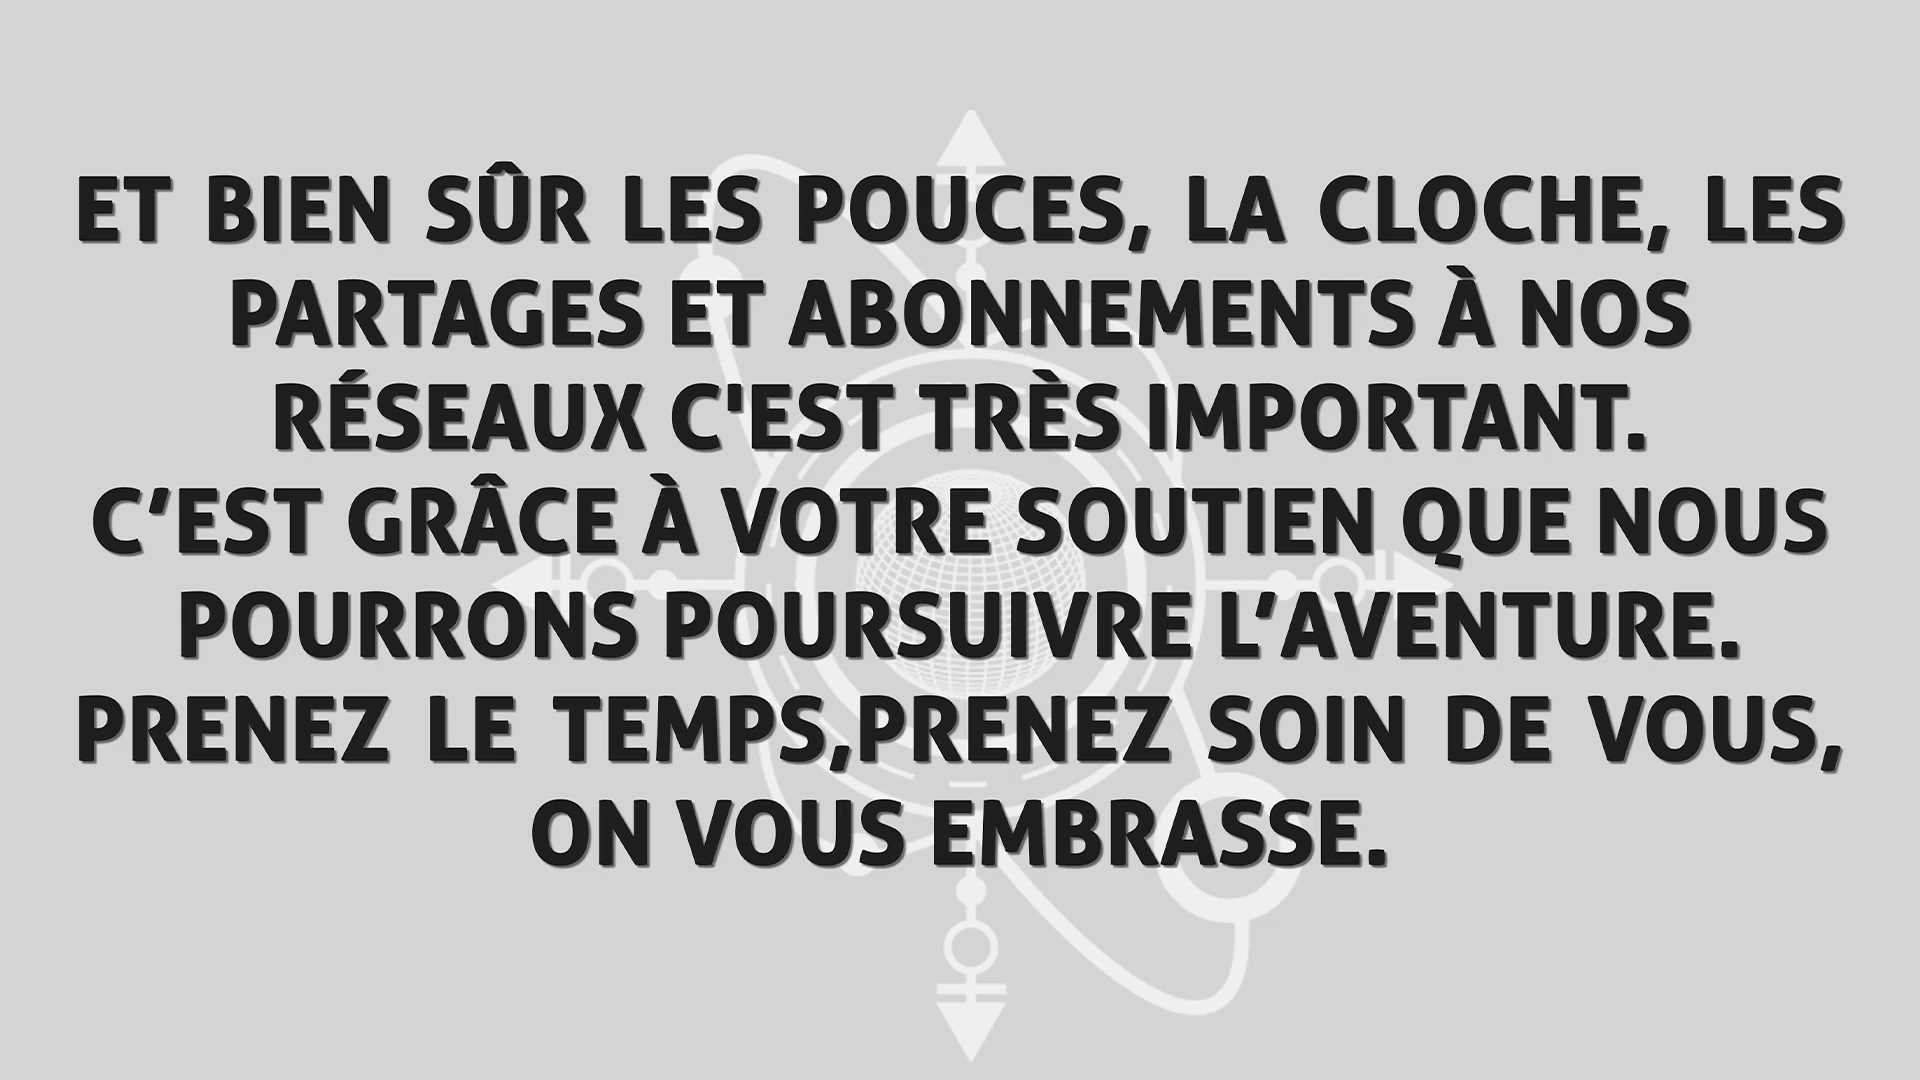 ET BIEN SÛR LES POUCES, LA CLOCHE, LES
PARTAGES ET ABONNEMENTS À NOS
RÉSEAUX C'EST TRÈS IMPORTANT.
C’EST GRÂCE À VOTRE SOUTIEN QUE NOUS
POURRONS POURSUIVRE L’AVENTURE.
PRENEZ LE TEMPS,PRENEZ SOIN DE VOUS,
ON VOUS EMBRASSE.